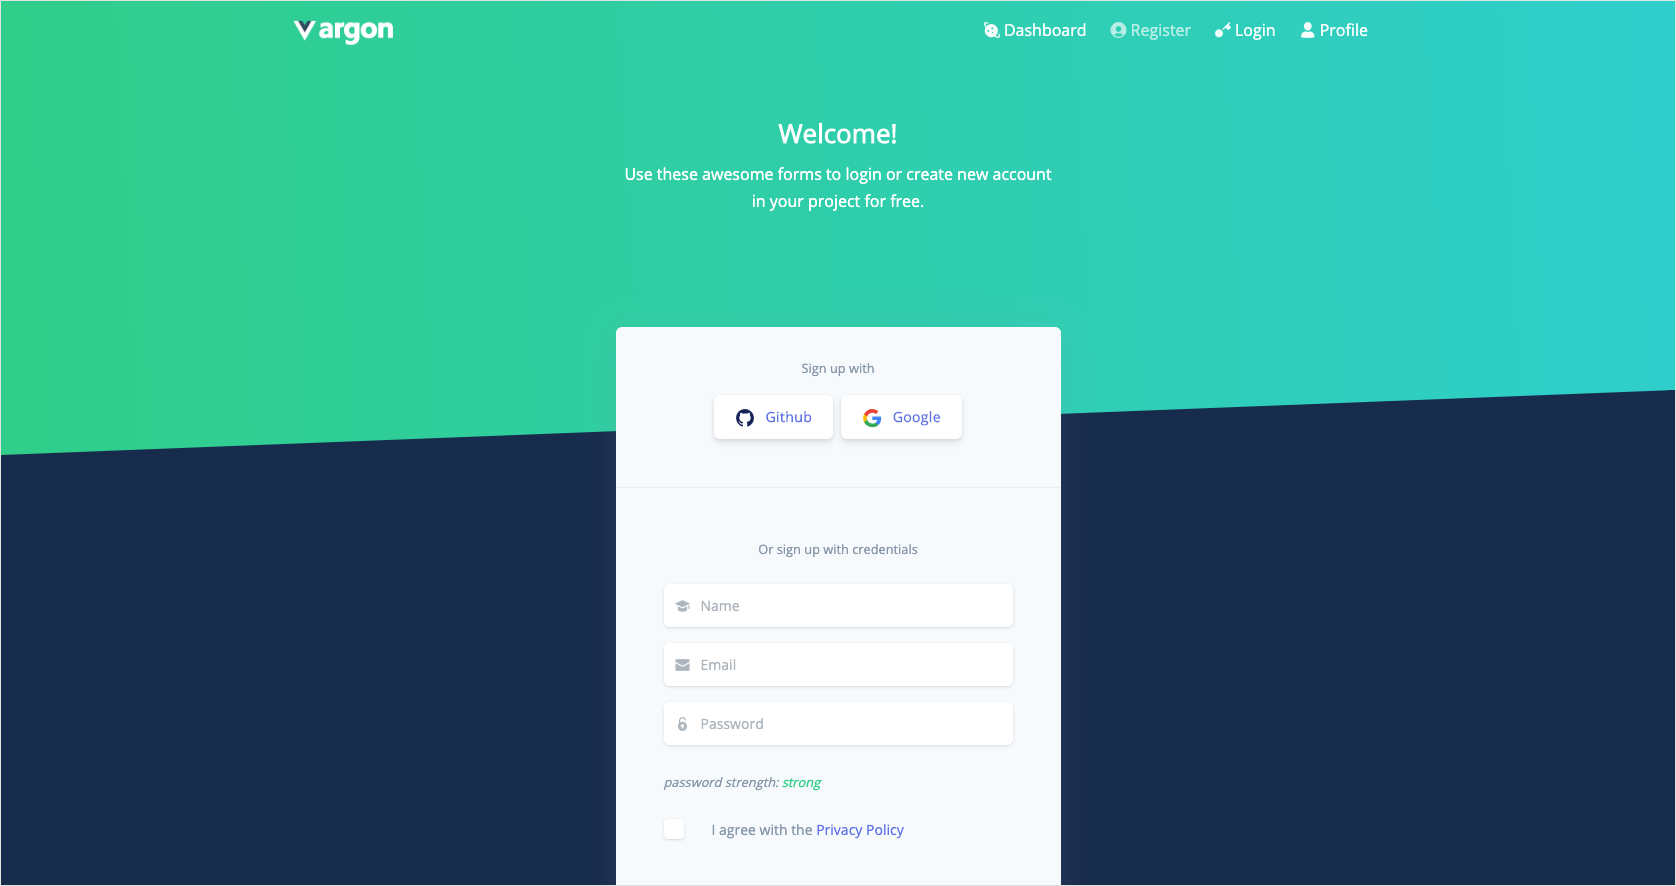 argon
Dashboard Register Login Profile
Welcome!
Use these awesome forms to login or create new account
in your project for free.
Sign up with
Github Google
Or sign up with credentials
Name
Email
Password
password strength: strong
I agree with the Privacy Policy